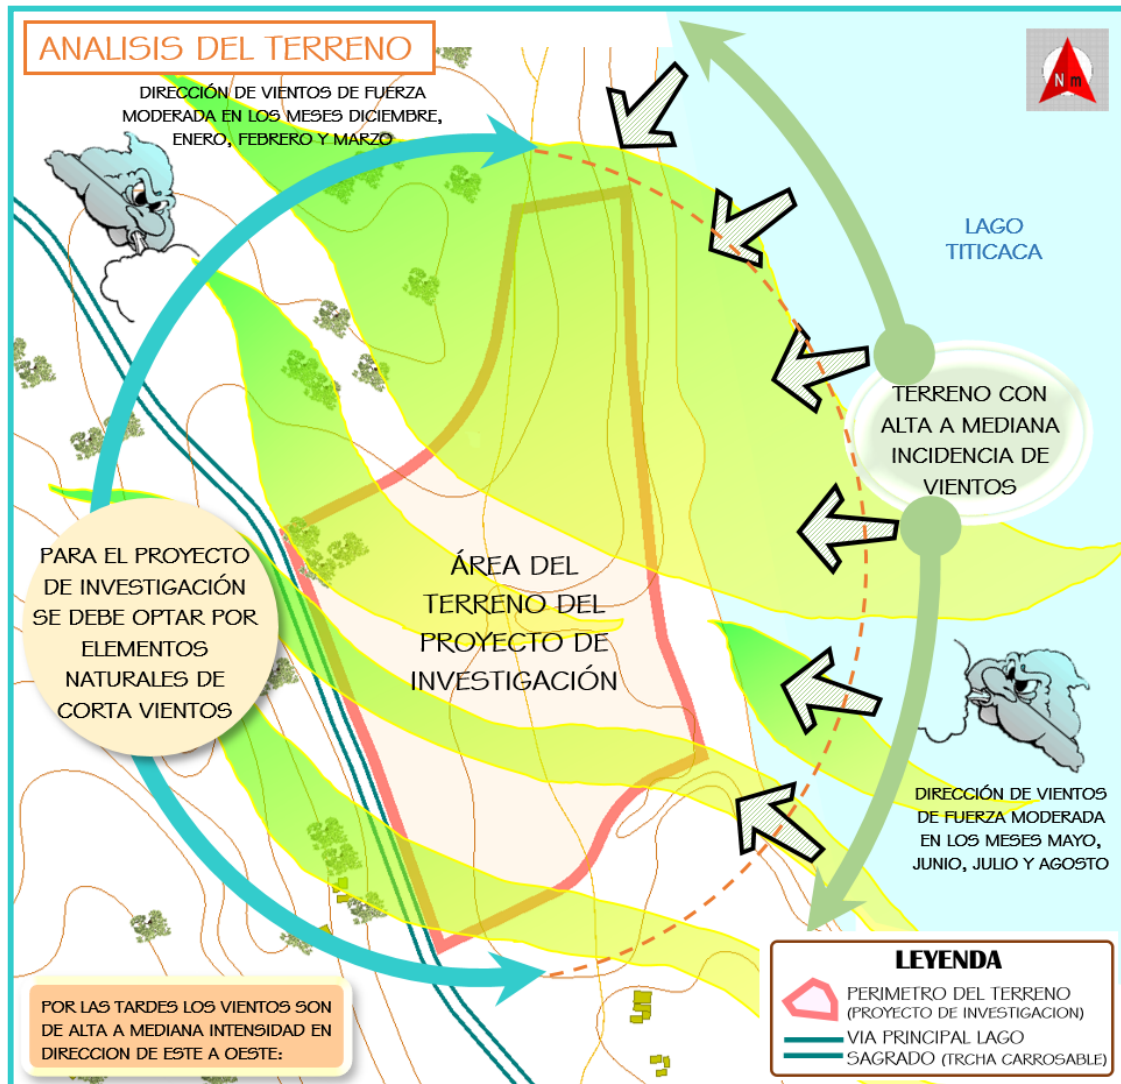 ANALISIS DEL TERRENO
DIRECCIÓN DE VIENTOS DE FUERZA
MODERADA EN LOS MESES DICIEMBRE,
ENERO, FEBRERO Y MARZO
N m
LAGO
TITICACA
TERRENO CON
ALTA A MEDIANA
INCIDENCIA DE
VIENTOS
PARA EL PROYECTO
DE INVESTIGACIÓN
SE DEBE OPTAR POR
ELEMENTOS
NATURALES DE
CORTA VIENTOS
ÁREA DEL
TERRENO DEL
PROYECTO DE
INVESTIGACIÓN
DIRECCIÓN DE VIENTOS
DE FUERZA MODERADA
EN LOS MESES MAYO,
JUNIO, JULIO Y AGOSTO
POR LAS TARDES LOS VIENTOS SON
DE ALTA A MEDIANA INTENSIDAD EN
DIRECCION DE ESTE A OESTE:
LEYENDA
PERIMETRO DEL TERRENO
(PROYECTO DE INVESTIGACION)
VIA PRINCIPAL LAGO
SAGRADO (TRCHA CARROSABLE)